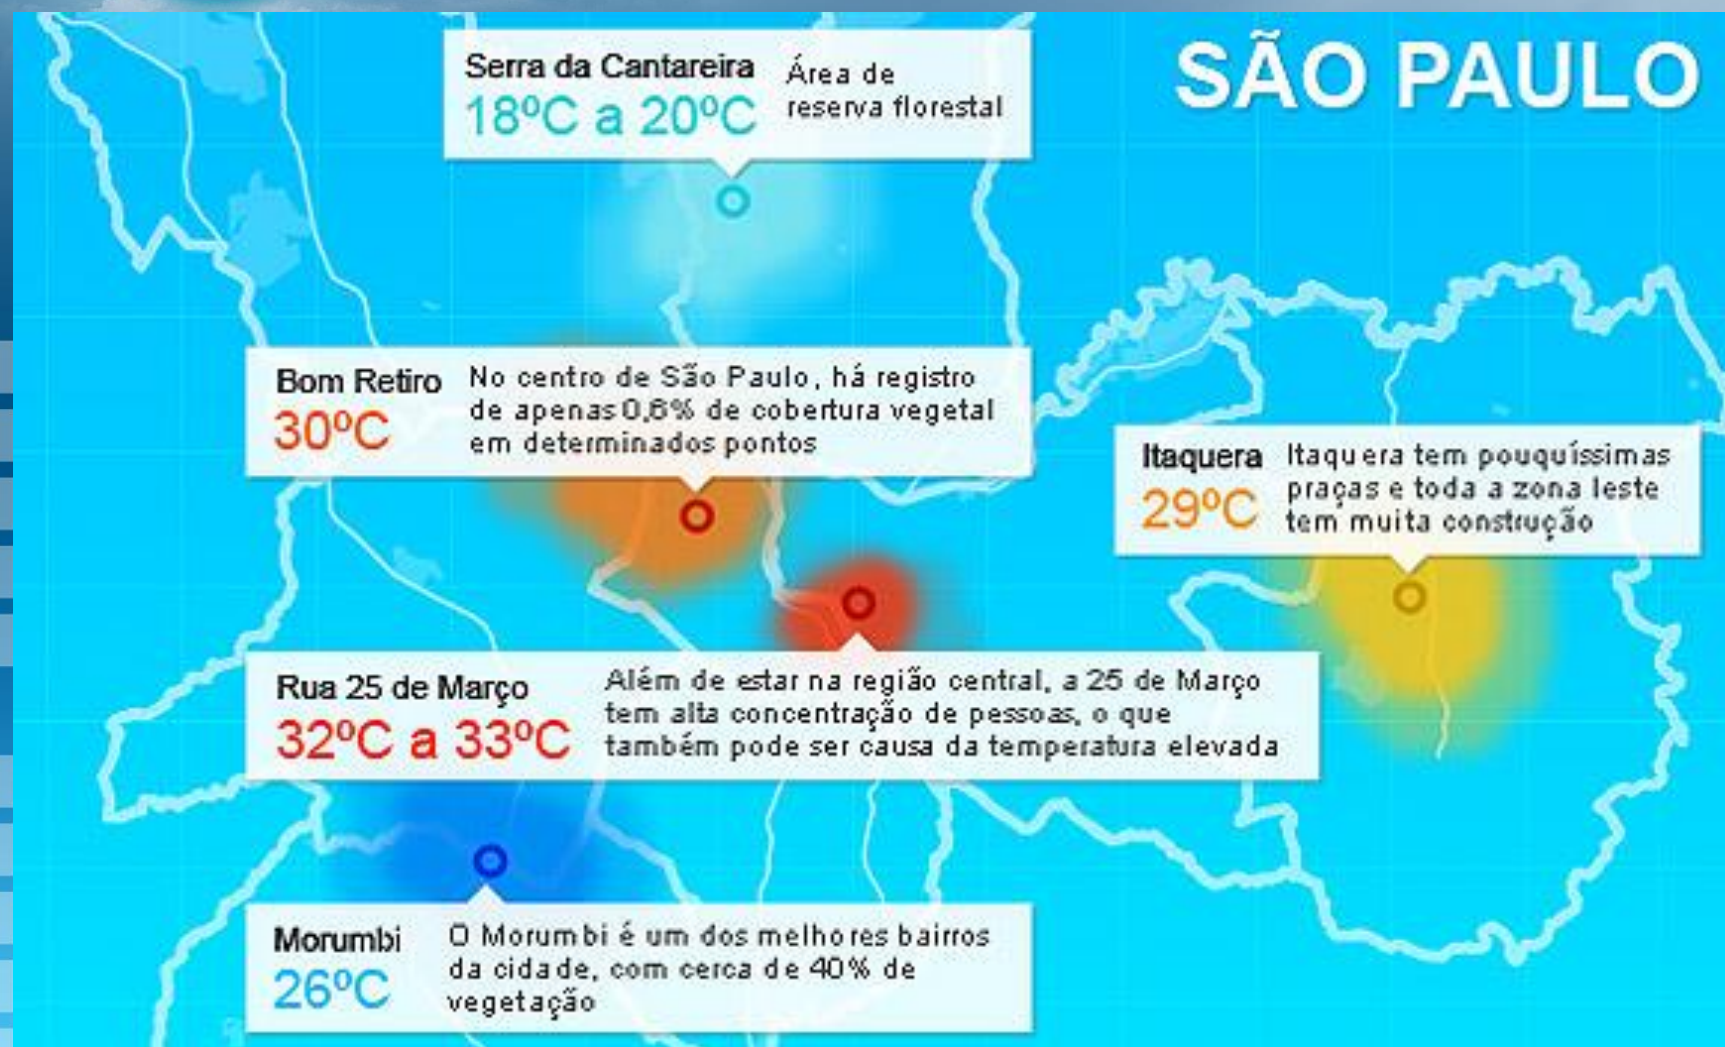 SÃO PAULO
Serra da Cantareira
18ºC a 20ºC
Área de
reserva florestal
Bom Retiro
30ºC
No centro de São Paulo, há registro
de apenas 0,6% de cobertura vegetal
em determinados pontos
Itaquera
29ºC
Itaquera tem pouquíssimas
praças e toda a zona leste
tem muita construção
Rua 25 de Março
32ºC a 33ºC
Além de estar na região central, a 25 de Março
tem alta concentração de pessoas, o que
também pode ser causa da temperatura elevada
Morumbi
26ºC
O Morumbi é um dos melhores bairros
da cidade, com cerca de 40% de
vegetação